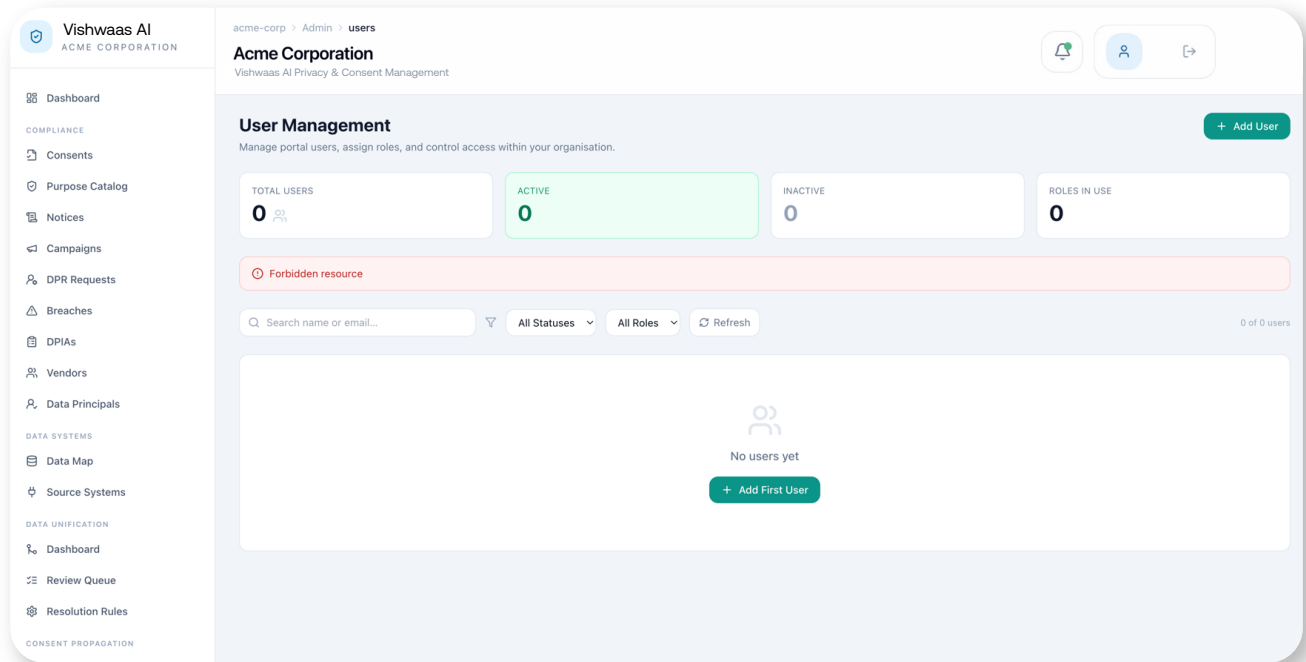 Vishwaas AI
ACME CORPORATION
Dashboard
COMPLIANCE
Consents
Purpose Catalog
Notices
Campaigns
DPR Requests
Breaches
DPIAs
Vendors
Data Principals
DATA SYSTEMS
Data Map
Source Systems
DATA UNIFICATION
Dashboard
Review Queue
Resolution Rules
CONSENT PROPAGATION
acme-corp > Admin > users
Acme Corporation
Vishwaas AI Privacy & Consent Management
User Management
+ Add User
Manage portal users, assign roles, and control access within your organisation.
TOTAL USERS
0
ACTIVE
0
INACTIVE
0
ROLES IN USE
0
Forbidden resource
Search name or email...
All Statuses
All Roles
Refresh
0 of 0 users
No users yet
+ Add First User